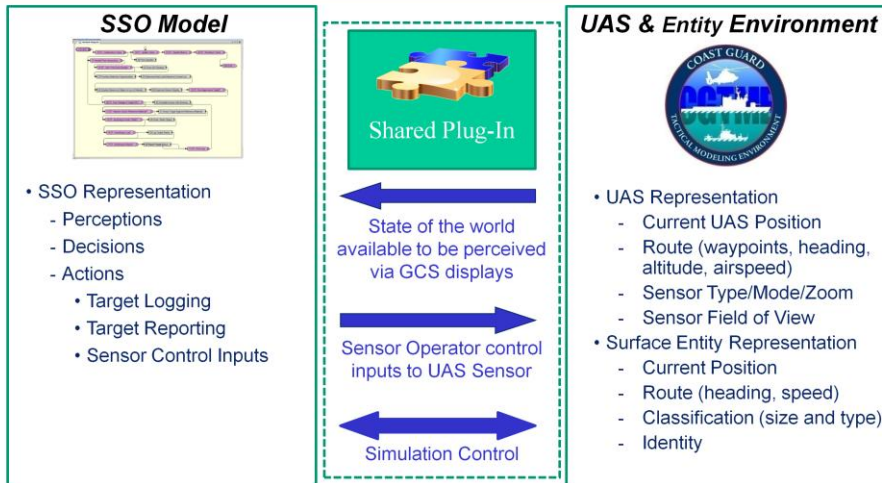 SSO Model
• SSO Representation
- Perceptions
- Decisions
- Actions
• Target Logging
• Target Reporting
• Sensor Control Inputs
Shared Plug-In
State of the world
available to be perceived
via GCS displays
Sensor Operator control
inputs to UAS Sensor
Simulation Control
UAS & Entity Environment
COAST GUARD
CGTME
TACTICAL MODELING ENVIRONMENT
• UAS Representation
- Current UAS Position
- Route (waypoints, heading,
altitude, airspeed)
- Sensor Type/Mode/Zoom
- Sensor Field of View
• Surface Entity Representation
- Current Position
- Route (heading, speed)
- Classification (size and type)
- Identity